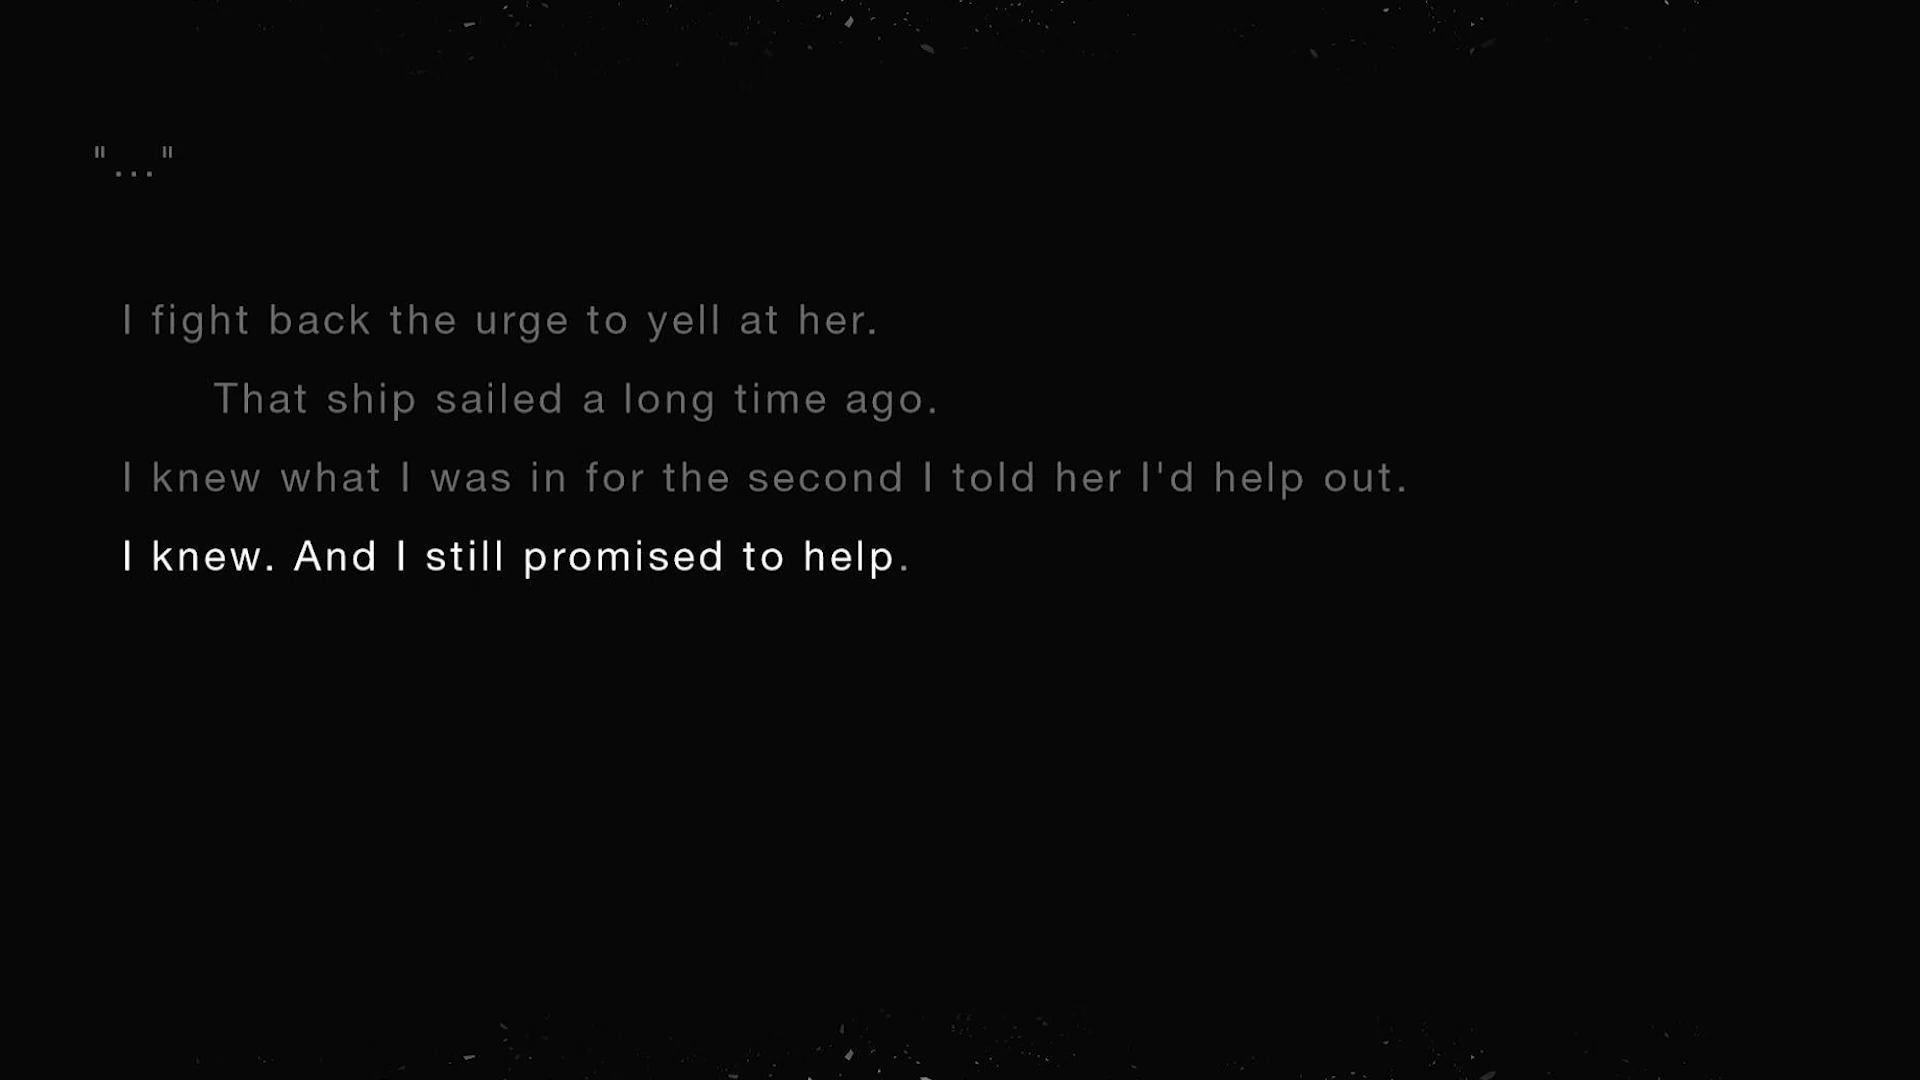 "..."
I fight back the urge to yell at her.
That ship sailed a long time ago.
I knew what I was in for the second I told her I'd help out.
I knew. And I still promised to help.